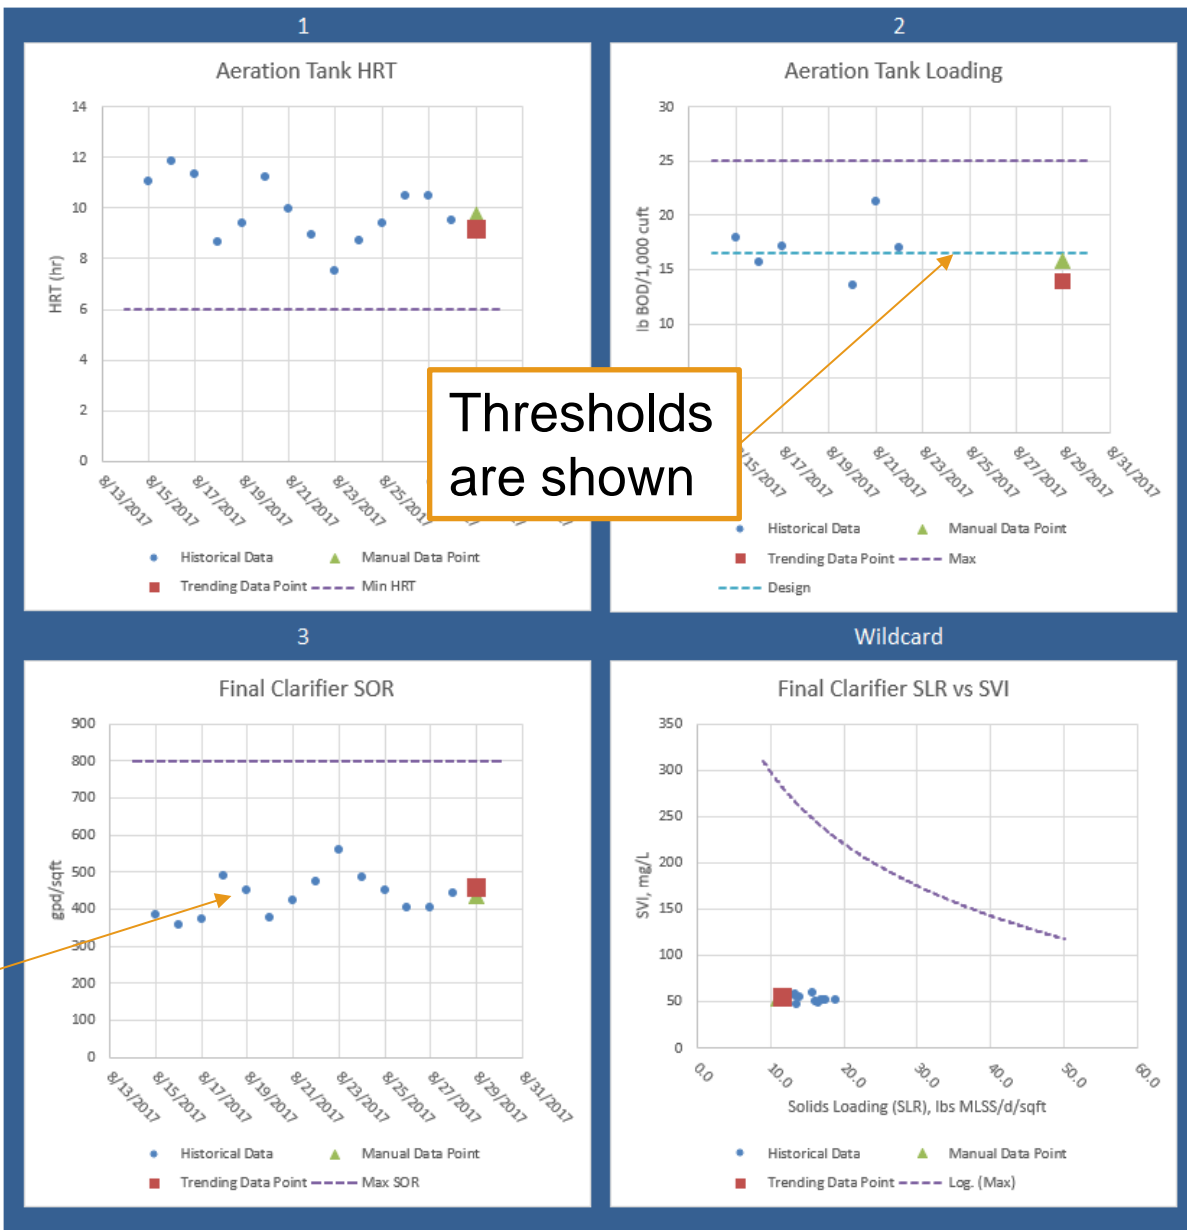 1
Aeration Tank HRT
14
12
10
8
6
4
2
0
HRT (hr)
8/13/2017
8/15/2017
8/17/2017
8/19/2017
8/21/2017
8/23/2017
8/25/2017
Historical Data
Manual Data Point
Trending Data Point
Min HRT
2
Aeration Tank Loading
30
25
20
15
10
lb BOD/1,000 cuft
/15/2017
8/17/2017
8/19/2017
8/21/2017
8/23/2017
8/25/2017
8/27/2017
8/29/2017
8/31/2017
Historical Data
Manual Data Point
Trending Data Point
Max
Design
Thresholds
are shown
3
Final Clarifier SOR
900
800
700
600
500
400
300
200
100
0
gpd/sqft
8/13/2017
8/15/2017
8/17/2017
8/19/2017
8/21/2017
8/23/2017
8/25/2017
8/27/2017
8/29/2017
8/31/2017
Historical Data
Manual Data Point
Trending Data Point
Max SOR
Wildcard
Final Clarifier SLR vs SVI
350
300
250
200
150
100
50
0
SVI, mg/L
0.0
10.0
20.0
30.0
40.0
50.0
60.0
Solids Loading (SLR), lbs MLSS/d/sqft
Historical Data
Manual Data Point
Trending Data Point
Log. (Max)